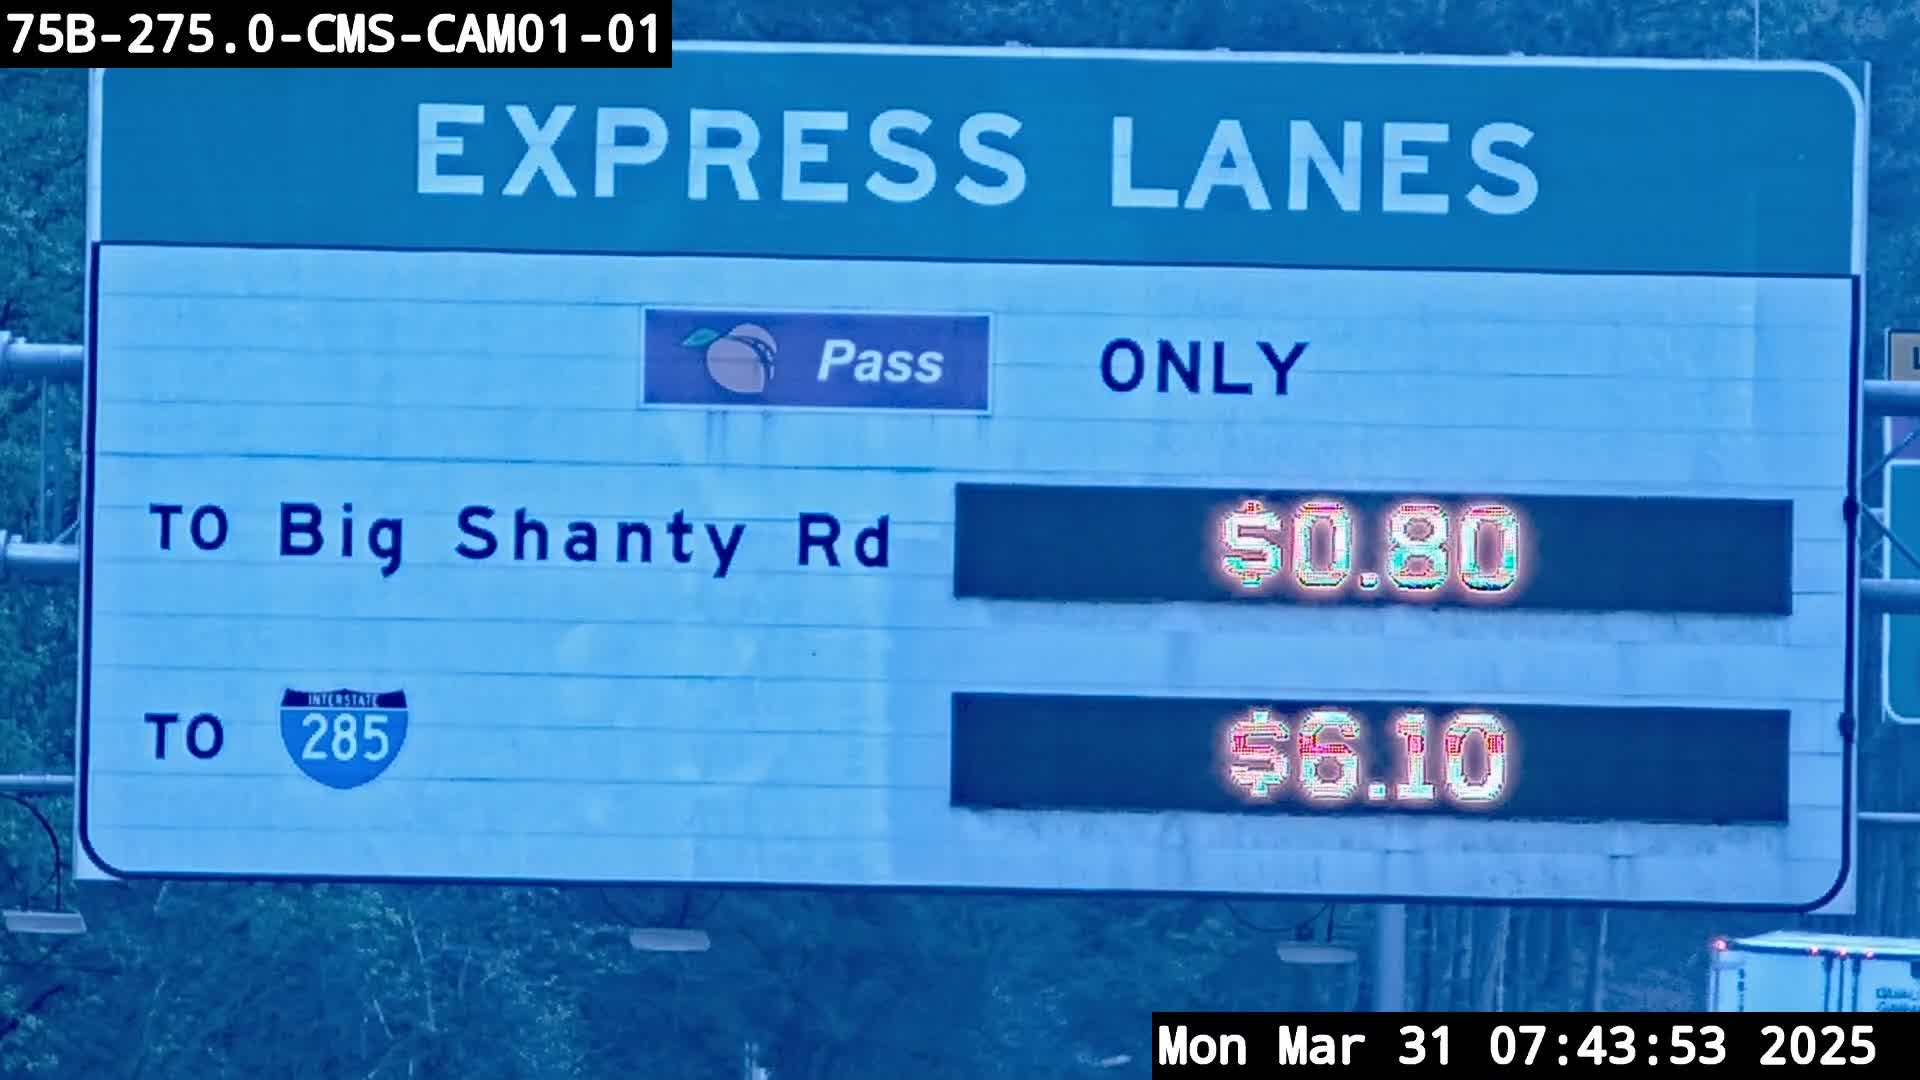 75B-275.0-CMS-CAM01-01
EXPRESS LANES
Pass ONLY
TO Big Shanty Rd $0.80
TO INTERSTATE 285 $6.10
Mon Mar 31 07:43:53 2025